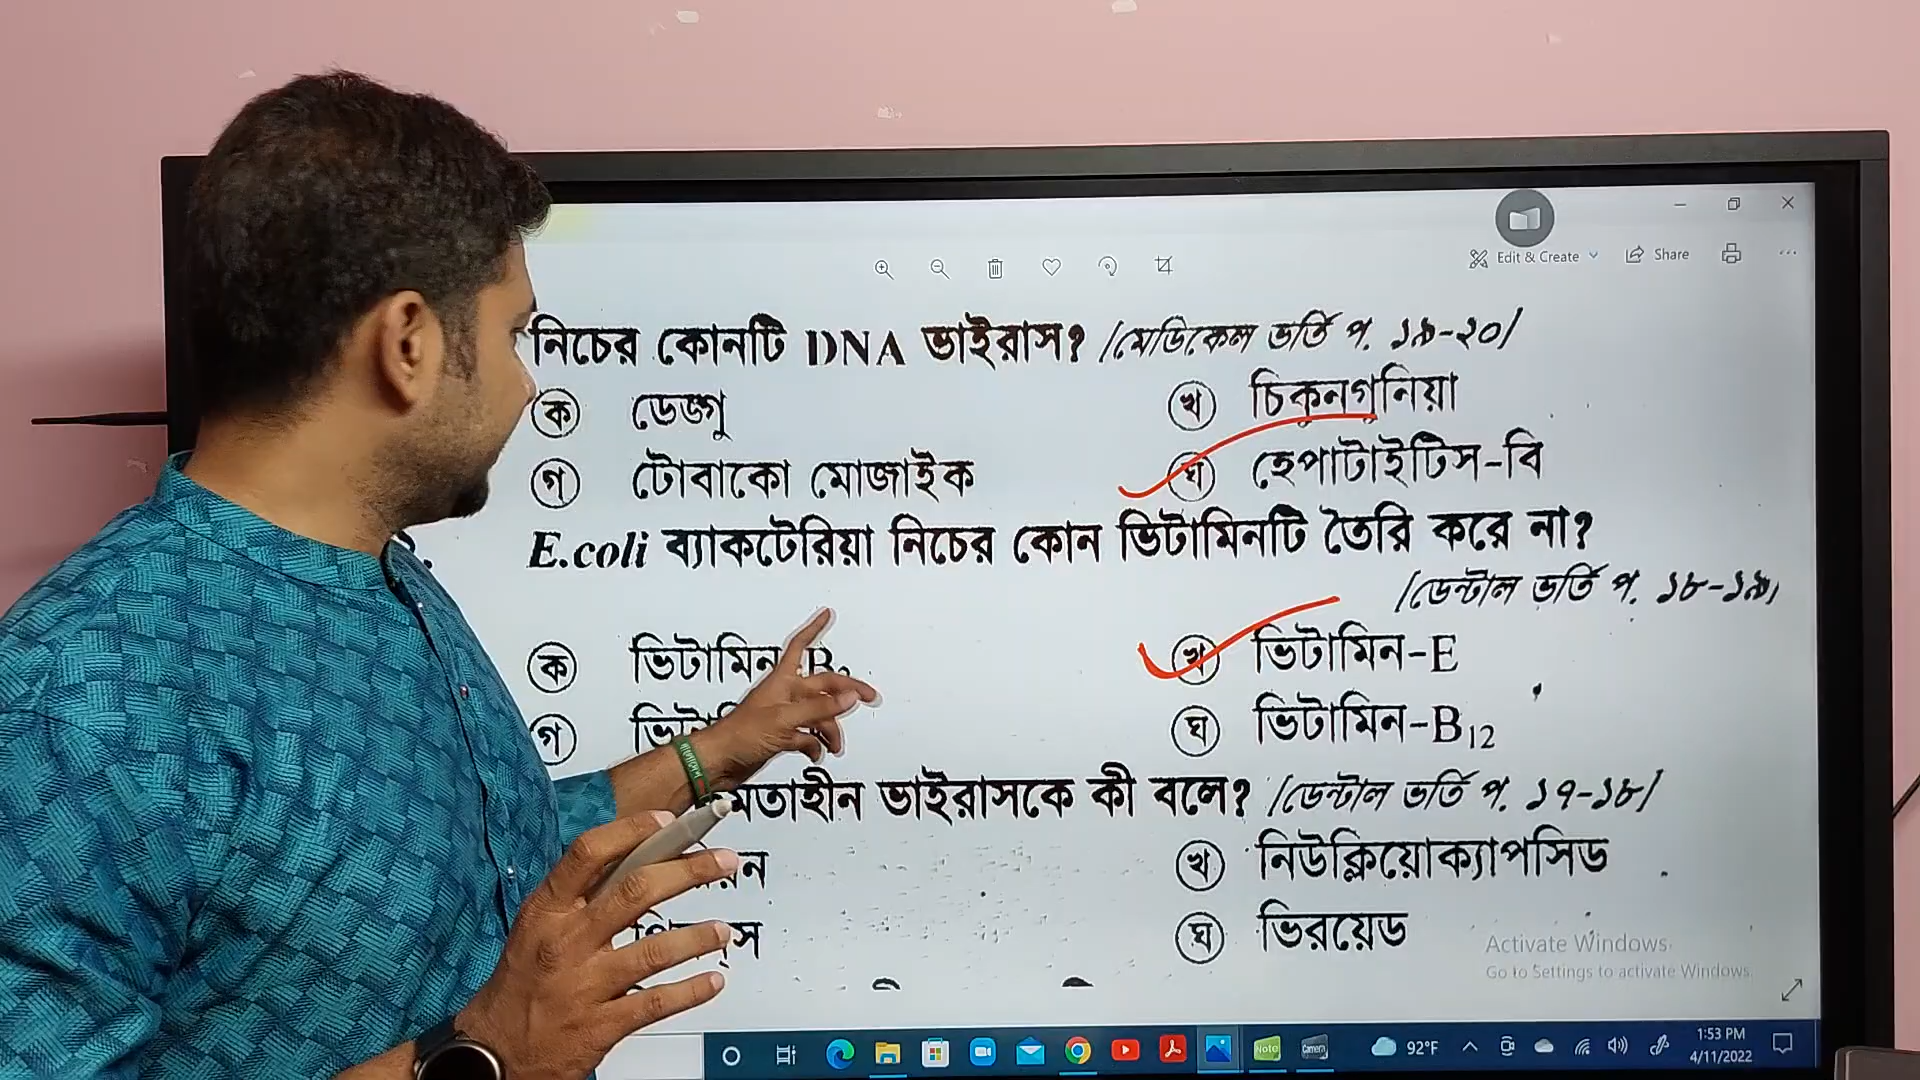 Edit & Create
Share
নিচের কোনটি DNA ভাইরাস? [মেডিকেল ভর্তি প. ১৯-২০]
ক ডেঙ্গু
খ চিকুনগুনিয়া
গ টোবাকো মোজাইক
ঘ হেপাটাইটিস-বি
E.coli ব্যাকটেরিয়া নিচের কোন ভিটামিনটি তৈরি করে না?
[ডেন্টাল ভর্তি প. ১৮-১৯]
ক ভিটামিন-B
খ ভিটামিন-E
গ
ঘ ভিটামিন-B₁₂
ভাইরাসকে কী বলে? [ডেন্টাল ভর্তি প. ১৭-১৮]
খ নিউক্লিয়োক্যাপসিড
ঘ ভিরয়েড
Activate Windows
Go to Settings to activate Windows.
Note
Camera
92°F
1:53 PM
4/11/2022